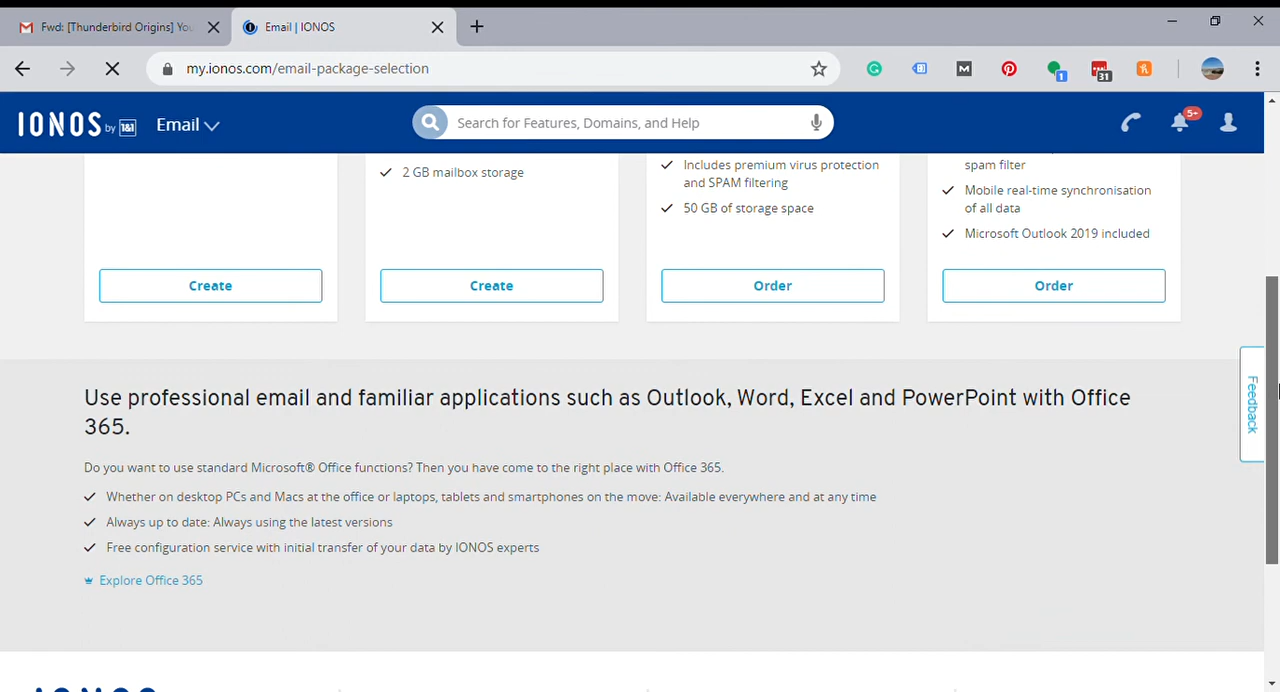 Fwd: [Thunderbird Origins] You
Email | IONOS
my.ionos.com/email-package-selection
1
31
IONOS by 1&1
Email
Search for Features, Domains, and Help
5+
2 GB mailbox storage
Includes premium virus protection
and SPAM filtering
50 GB of storage space
spam filter
Mobile real-time synchronisation
of all data
Microsoft Outlook 2019 included
Create
Create
Order
Order
Feedback
Use professional email and familiar applications such as Outlook, Word, Excel and PowerPoint with Office
365.
Do you want to use standard Microsoft® Office functions? Then you have come to the right place with Office 365.
Whether on desktop PCs and Macs at the office or laptops, tablets and smartphones on the move: Available everywhere and at any time
Always up to date: Always using the latest versions
Free configuration service with initial transfer of your data by IONOS experts
Explore Office 365
IONOS